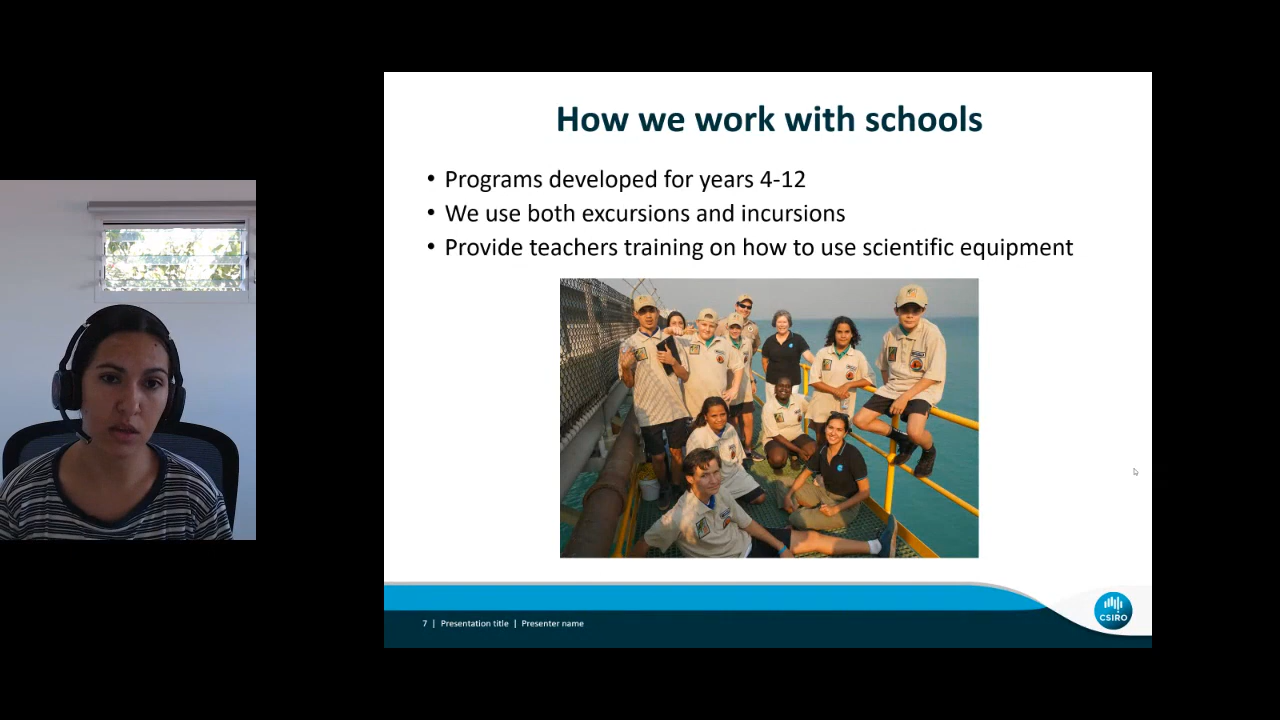 How we work with schools
• Programs developed for years 4-12
• We use both excursions and incursions
• Provide teachers training on how to use scientific equipment
7 | Presentation title | Presenter name
CSIRO